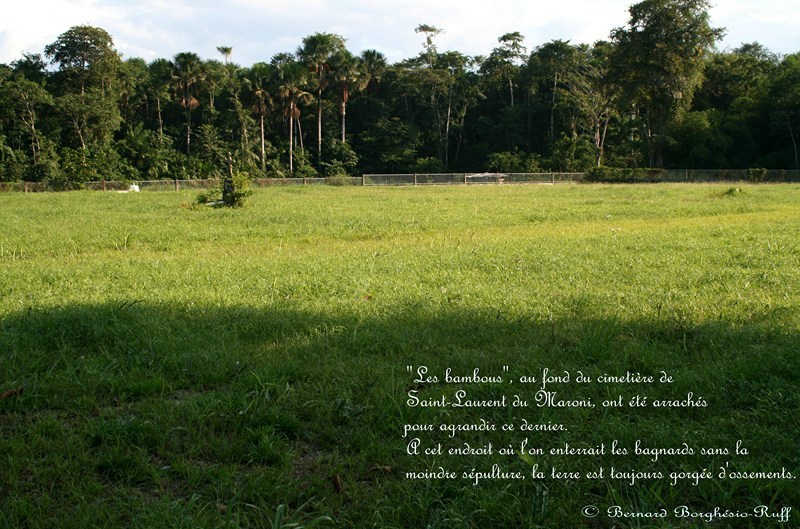 "Les bambous", au fond du cimetière de
Saint-Laurent du Maroni, ont été arrachés
pour agrandir ce dernier.
A cet endroit où l'on enterrait les bagnards sans la
moindre sépulture, la terre est toujours gorgée d'ossements.
© Bernard Borghésio-Ruff